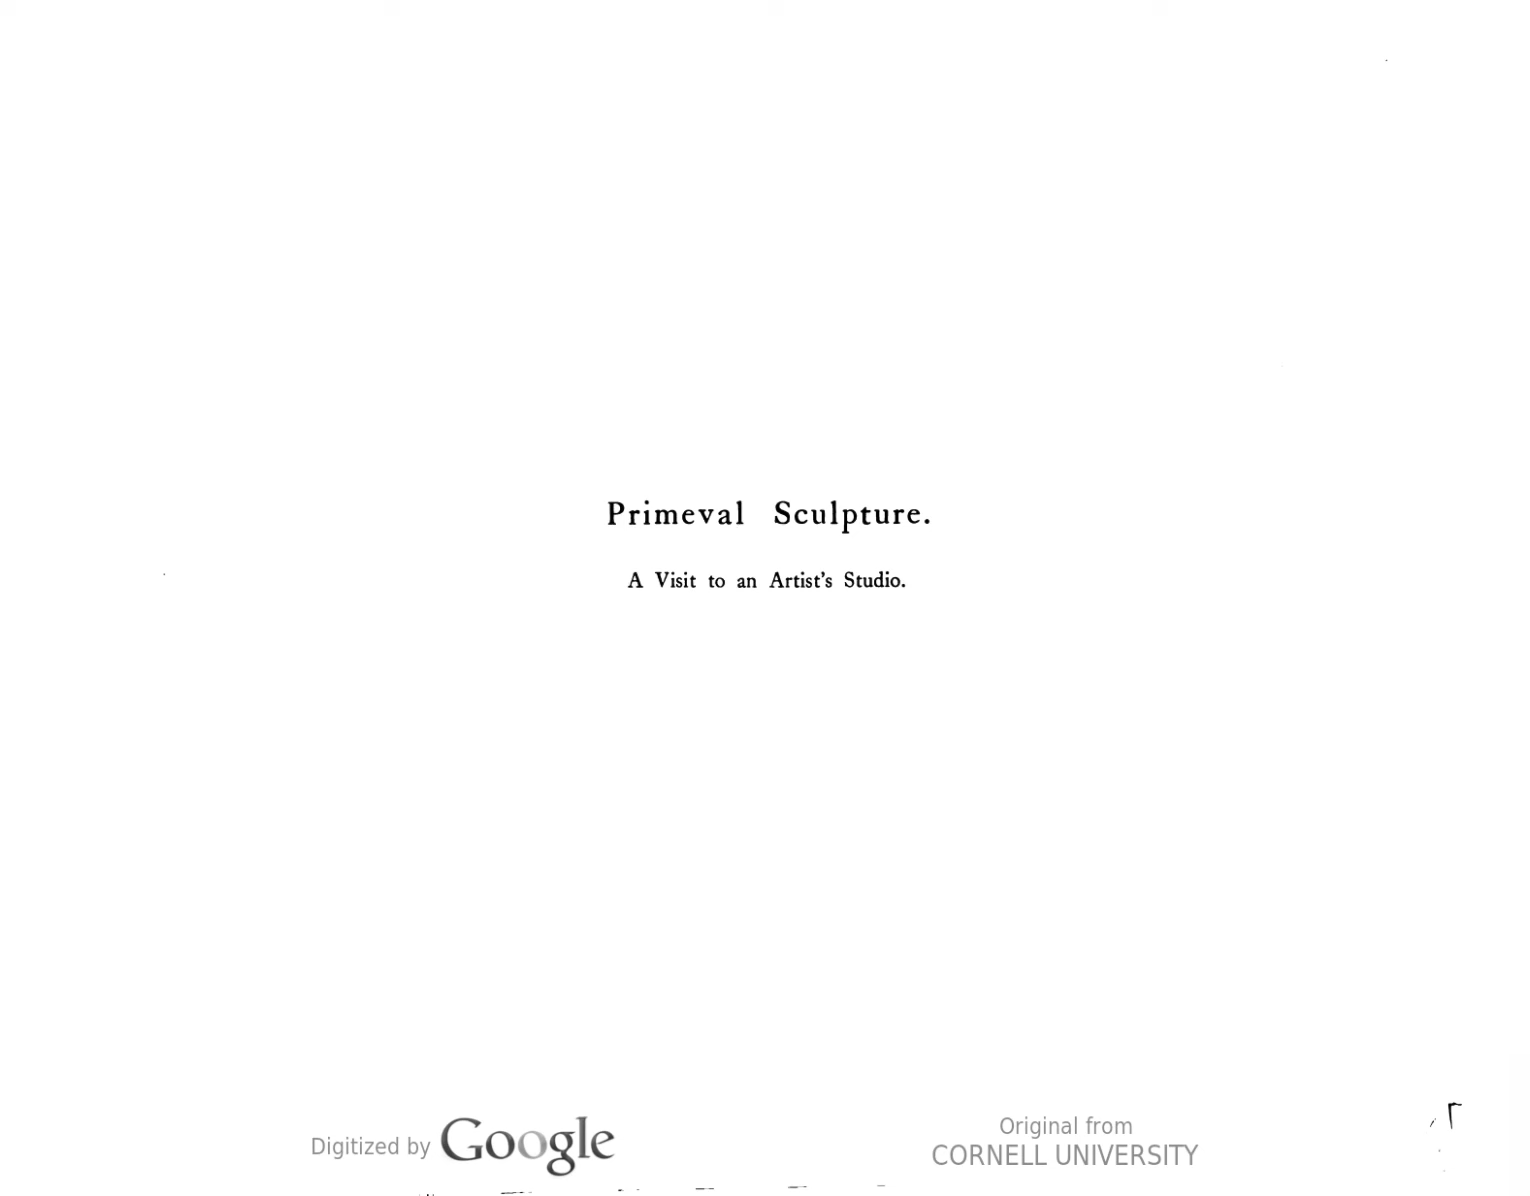 Primeval Sculpture.
A Visit to an Artist's Studio.
Digitized by Google
Original from
CORNELL UNIVERSITY